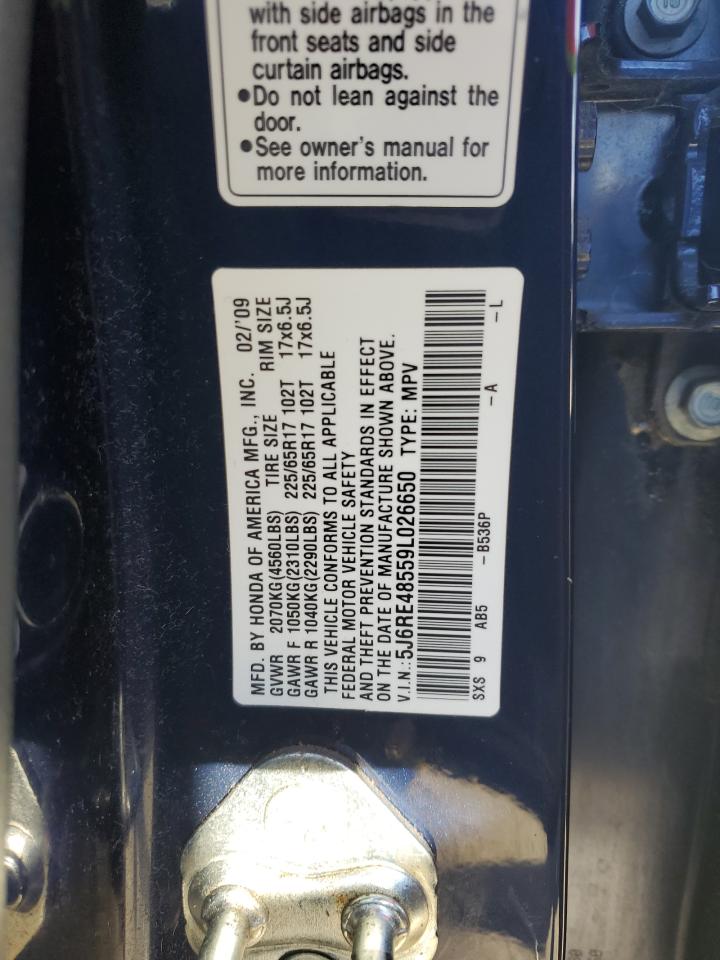 with side airbags in the
front seats and side
curtain airbags.
●Do not lean against the
door.
●See owner's manual for
more information.
MFD. BY HONDA OF AMERICA MFG., INC. 02/'09
GVWR 2070KG(4560LBS) TIRE SIZE RIM SIZE
GAWR F 1050KG(2310LBS) 225/65R17 102T 17x6.5J
GAWR R 1040KG(2290LBS) 225/65R17 102T 17x6.5J
THIS VEHICLE CONFORMS TO ALL APPLICABLE
FEDERAL MOTOR VEHICLE SAFETY
AND THEFT PREVENTION STANDARDS IN EFFECT
ON THE DATE OF MANUFACTURE SHOWN ABOVE.
V.I.N.:5J6RE48559L026650 TYPE: MPV
SXS 9 AB5 -B536P -A -L